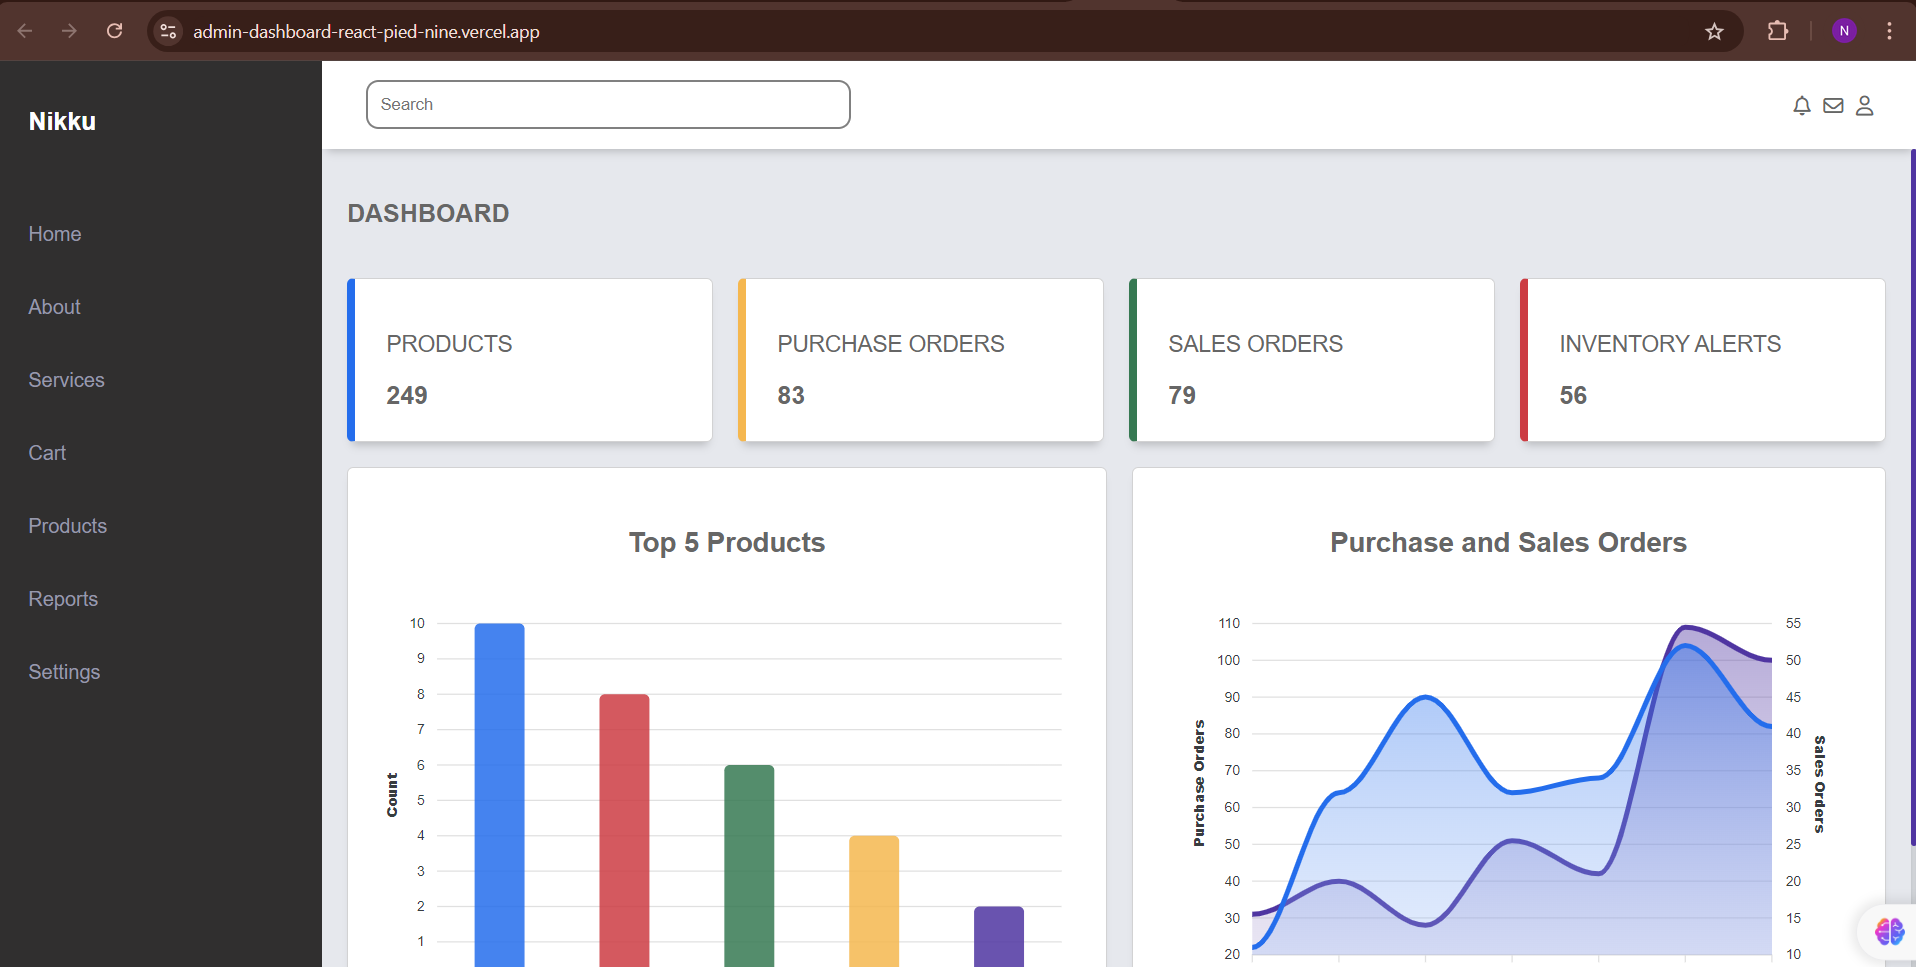 admin-dashboard-react-pied-nine.vercel.app
N
Nikku
Search
Home
About
Services
Cart
Products
Reports
Settings
DASHBOARD
PRODUCTS
249
PURCHASE ORDERS
83
SALES ORDERS
79
INVENTORY ALERTS
56
Top 5 Products
Count
10
9
8
7
6
5
4
3
2
1
Purchase and Sales Orders
Purchase Orders
110
100
90
80
70
60
50
40
30
20
55
50
45
40
35
30
25
20
15
10
Sales Orders